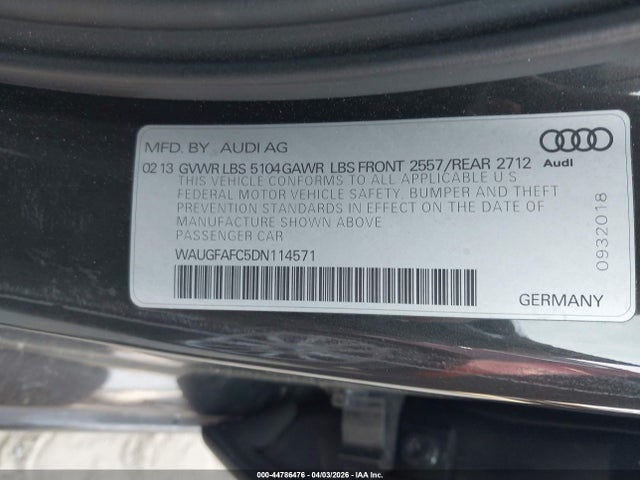 MFD. BY . AUDI AG
Audi
02 13 GVWR LBS 5104 GAWR LBS FRONT 2557/REAR 2712
THIS VEHICLE CONFORMS TO ALL APPLICABLE U S
FEDERAL MOTOR VEHICLE SAFETY, BUMPER AND THEFT
PREVENTION STANDARDS IN EFFECT ON THE DATE OF
MANUFACTURE SHOWN ABOVE
PASSENGER CAR
WAUGFAFC5DN114571
0932018
GERMANY
000-44786476 - 04/03/2026 - IAA Inc.